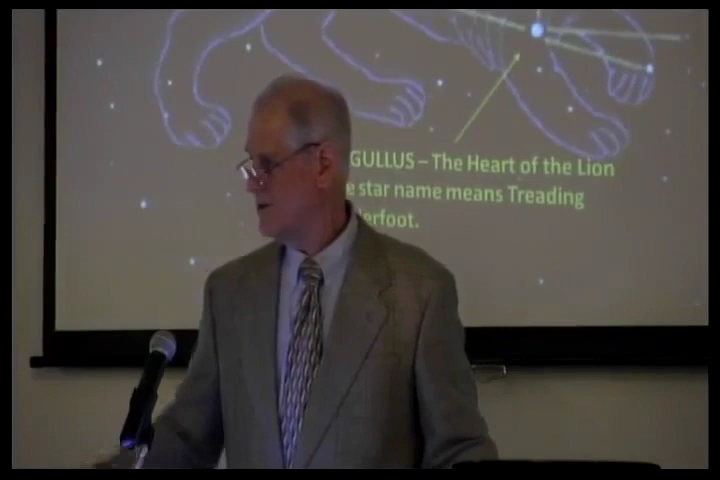 GULLUS – The Heart of the Lion
e star name means Treading
erfoot.